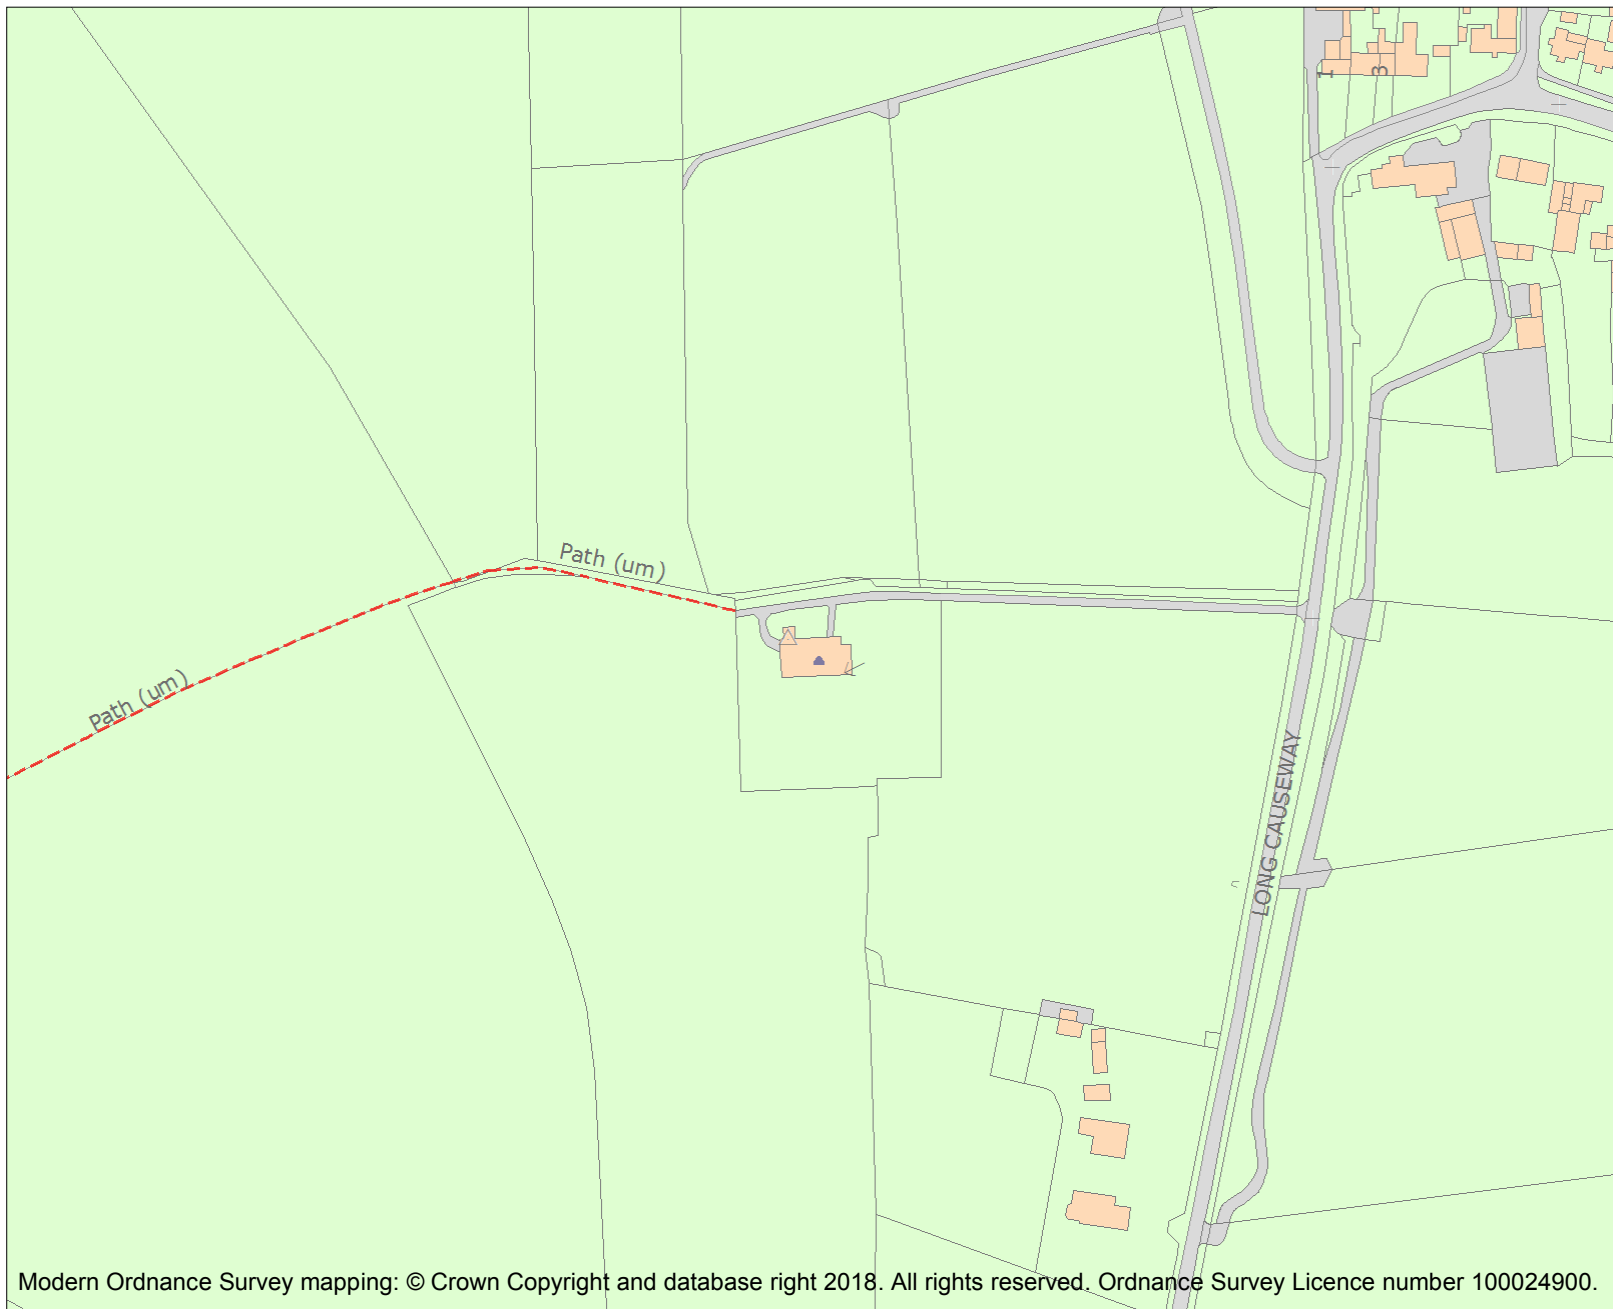 1
3
Path (um)
Path (um)
LONG CAUSEWAY
Modern Ordnance Survey mapping: © Crown Copyright and database right 2018. All rights reserved. Ordnance Survey Licence number 100024900.